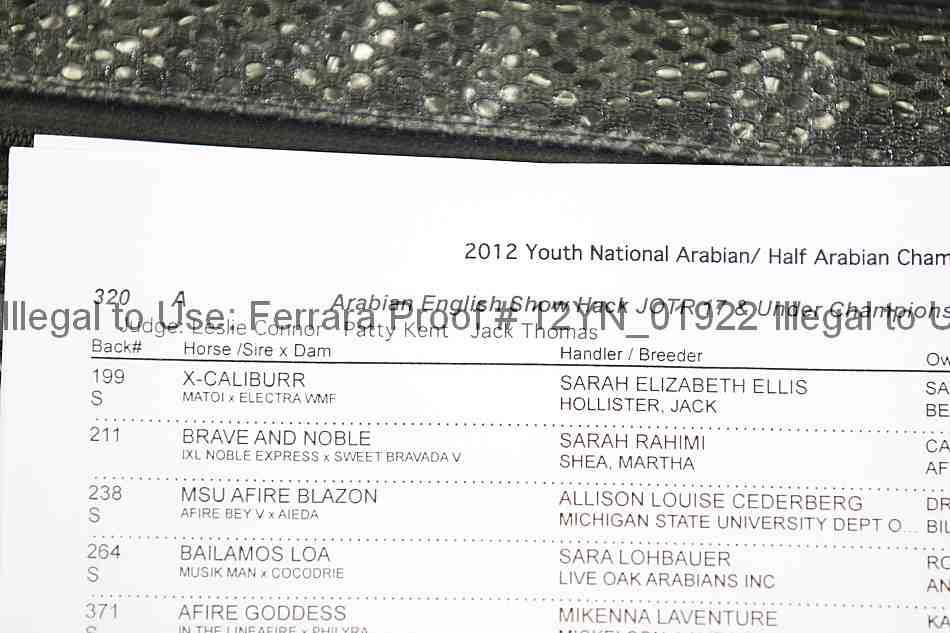 2012 Youth National Arabian/ Half Arabian Cham
320 A Arabian English Show Hack JOTR 17 & Under Champions
Illegal to Use: Ferrara Proof # 12YN_01922 Illegal to U
Judge: Leslie Connor Patty Kent Jack Thomas
Back# Horse /Sire x Dam Handler / Breeder Ow
199 X-CALIBURR SARAH ELIZABETH ELLIS SA
S MATOI x ELECTRA WMF HOLLISTER, JACK BE
211 BRAVE AND NOBLE SARAH RAHIMI CA
IXL NOBLE EXPRESS x SWEET BRAVADA V SHEA, MARTHA AF
238 MSU AFIRE BLAZON ALLISON LOUISE CEDERBERG DR
S AFIRE BEY V x AIEDA MICHIGAN STATE UNIVERSITY DEPT O... BIL
264 BAILAMOS LOA SARA LOHBAUER RO
S MUSIK MAN x COCODRIE LIVE OAK ARABIANS INC AN
371 AFIRE GODDESS MIKENNA LAVENTURE KA
S IN THE LINEAFIRE x PHILYRA